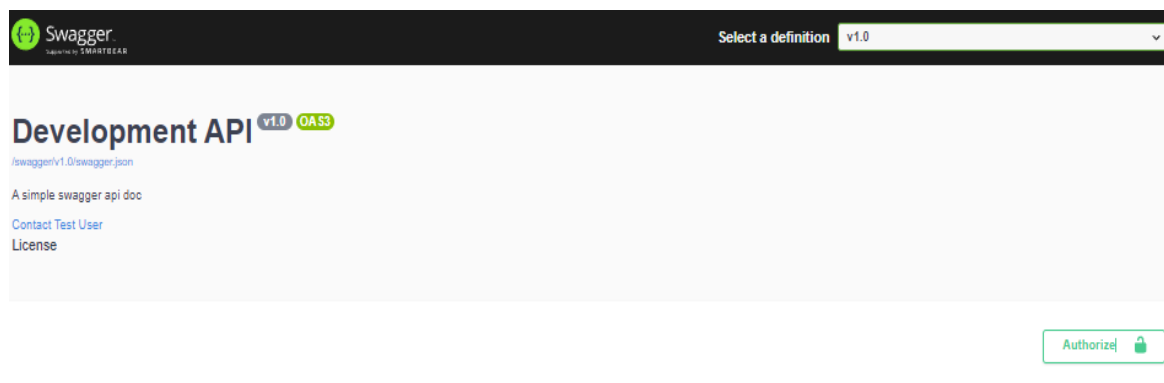 Swagger.
Supported by SMARTBEAR
Select a definition
v1.0
Development API v1.0 OAS3
/swagger/v1.0/swagger.json
A simple swagger api doc
Contact Test User
License
Authorize